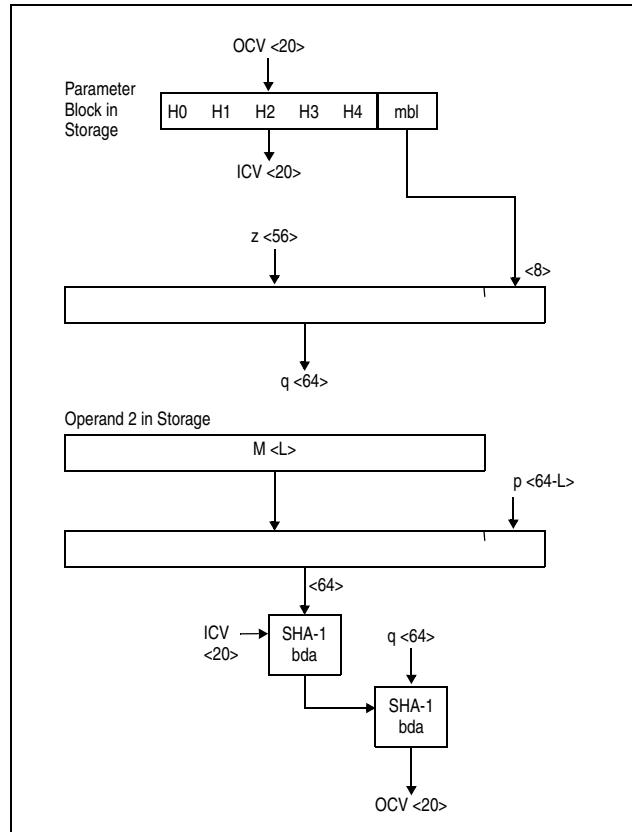 OCV <20>
Parameter
Block in
Storage
H0 H1 H2 H3 H4 mbl
ICV <20>
z <56>
<8>
q <64>
Operand 2 in Storage
M <L>
p <64-L>
<64>
ICV
<20>
SHA-1
bda
q <64>
SHA-1
bda
OCV <20>